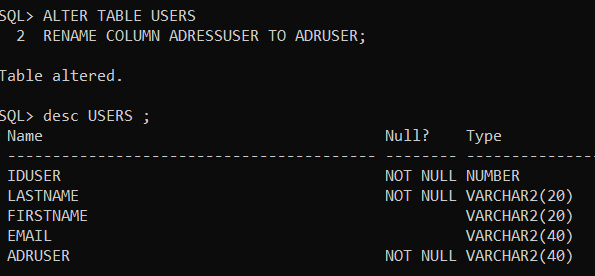 SQL> ALTER TABLE USERS
  2  RENAME COLUMN ADRESSUSER TO ADRUSER;
Table altered.
SQL> desc USERS ;
 Name                                      Null?    Type
 ----------------------------------------- -------- --------------
 IDUSER                                    NOT NULL NUMBER
 LASTNAME                                  NOT NULL VARCHAR2(20)
 FIRSTNAME                                          VARCHAR2(20)
 EMAIL                                              VARCHAR2(40)
 ADRUSER                                   NOT NULL VARCHAR2(40)